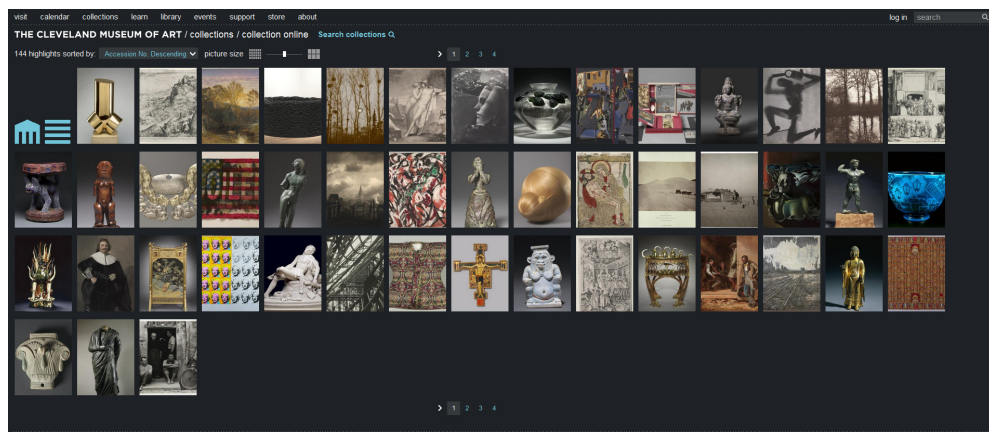 visit calendar collections learn library events support store about log in search
THE CLEVELAND MUSEUM OF ART / collections / collection online Search collections
144 highlights sorted by: Accession No. Descending picture size > 1 2 3 4
> 1 2 3 4